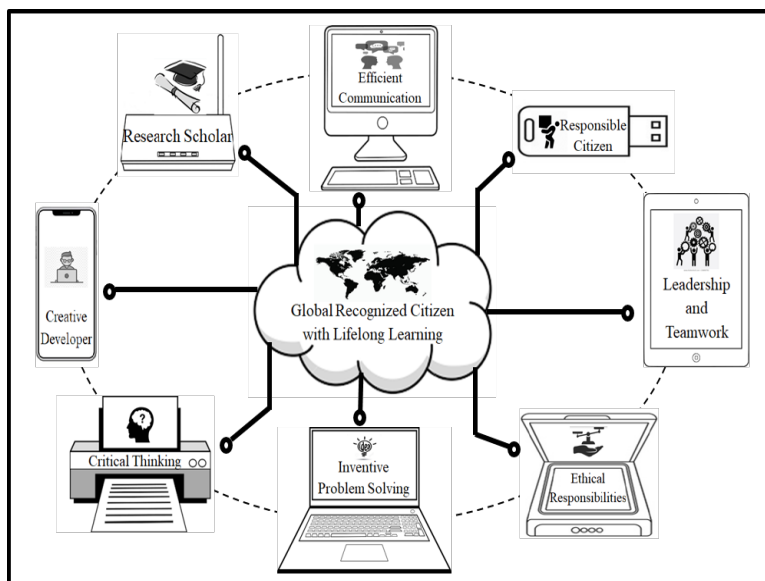 Efficient
Communication
Research Scholar
Responsible
Citizen
Leadership
and
Teamwork
Global Recognized Citizen
with Lifelong Learning
Creative
Developer
Critical Thinking
?
idea
Inventive
Problem Solving
Ethical
Responsibilities